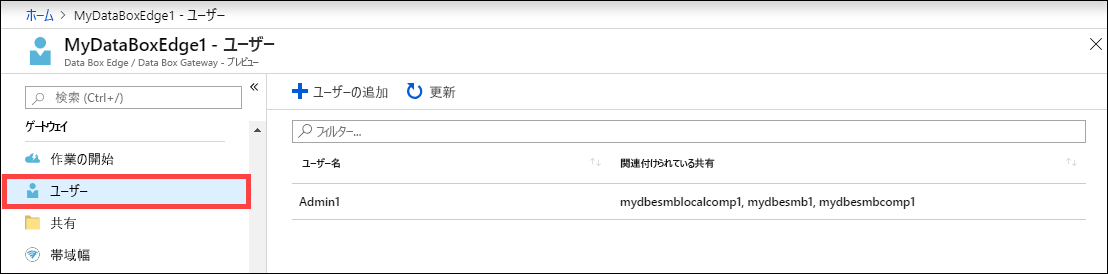 ホーム > MyDataBoxEdge1 - ユーザー
MyDataBoxEdge1 - ユーザー
Data Box Edge / Data Box Gateway - プレビュー
検索 (Ctrl+/)
ゲートウェイ
作業の開始
ユーザー
共有
帯域幅
ユーザーの追加 更新
フィルター...
ユーザー名 関連付けられている共有
Admin1 mydbesmblocalcomp1, mydbesmb1, mydbesmbcomp1